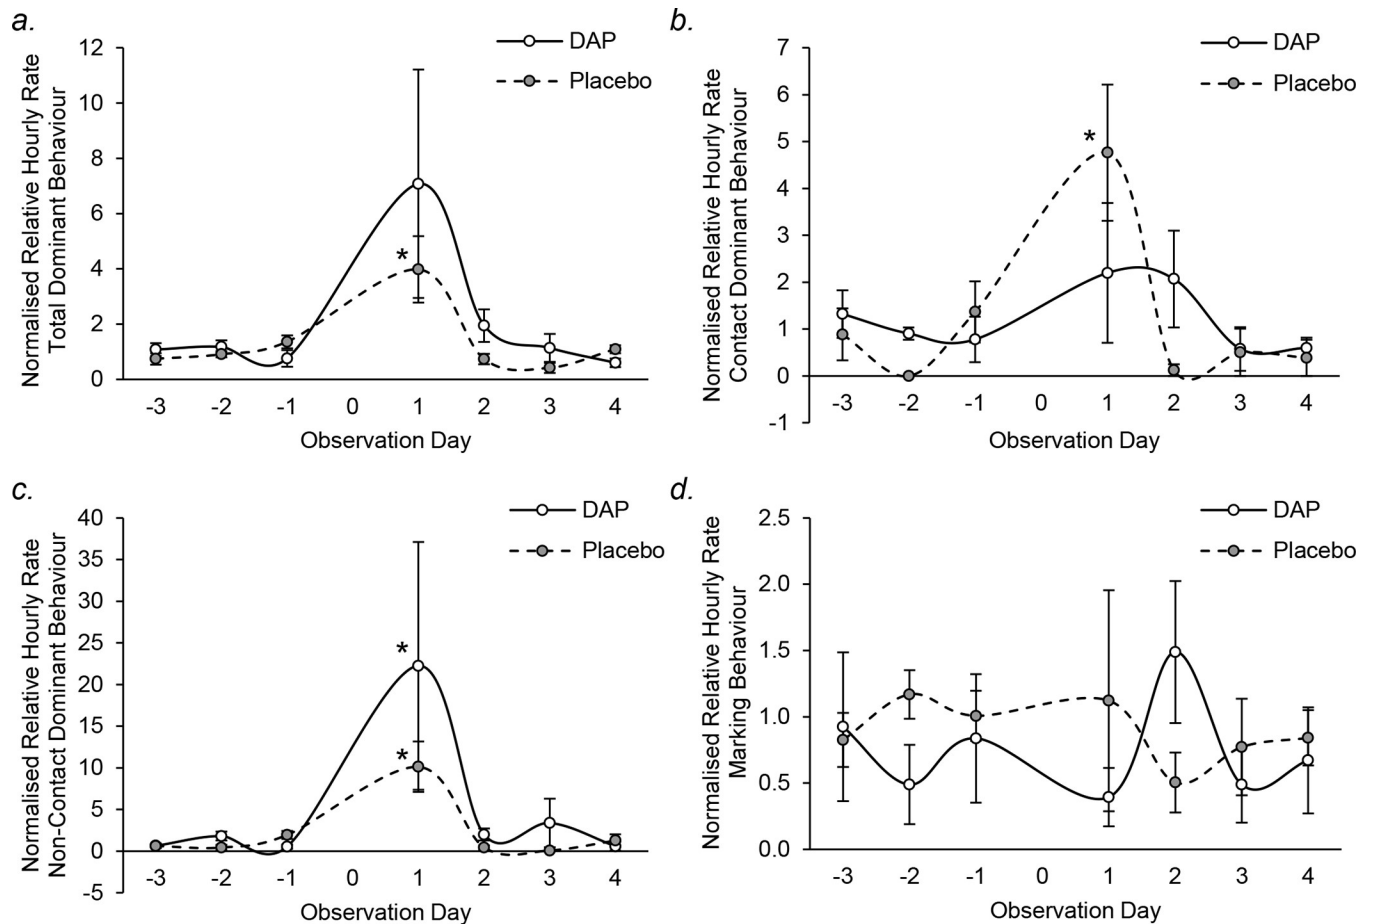 a.
Normalised Relative Hourly Rate
Total Dominant Behaviour
12
10
8
6
4
2
0
-3 -2 -1 0 1 2 3 4
Observation Day
DAP
Placebo
*
b.
Normalised Relative Hourly Rate
Contact Dominant Behaviour
7
6
5
4
3
2
1
0
-1
-3 -2 -1 0 1 2 3 4
Observation Day
DAP
Placebo
*
c.
Normalised Relative Hourly Rate
Non-Contact Dominant Behaviour
40
35
30
25
20
15
10
5
0
-5
-3 -2 -1 0 1 2 3 4
Observation Day
DAP
Placebo
*
*
d.
Normalised Relative Hourly Rate
Marking Behaviour
2.5
2.0
1.5
1.0
0.5
0.0
-3 -2 -1 0 1 2 3 4
Observation Day
DAP
Placebo